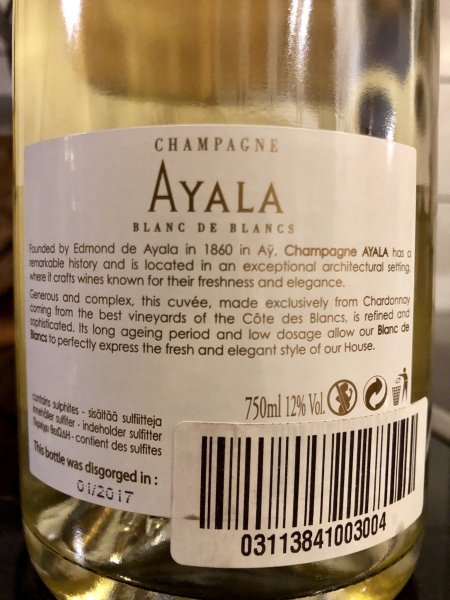 CHAMPAGNE
AYALA
BLANC DE BLANCS
Founded by Edmond de Ayala in 1860 in Aÿ, Champagne AYALA has a
remarkable history and is located in an exceptional architectural setting,
where it crafts wines known for their freshness and elegance.
Generous and complex, this cuvée, made exclusively from Chardonnay
coming from the best vineyards of the Côte des Blancs, is refined and
sophisticated. Its long ageing period and low dosage allow our Blanc de
Blancs to perfectly express the fresh and elegant style of our House.
contains sulphites - sisältää sulfiitteja
innehåller sulfiter - indeholder sulfitter
Περιέχει θειώδη - contient des sulfites
750ml 12% Vol.
This bottle was disgorged in :
01/2017
03113841003004